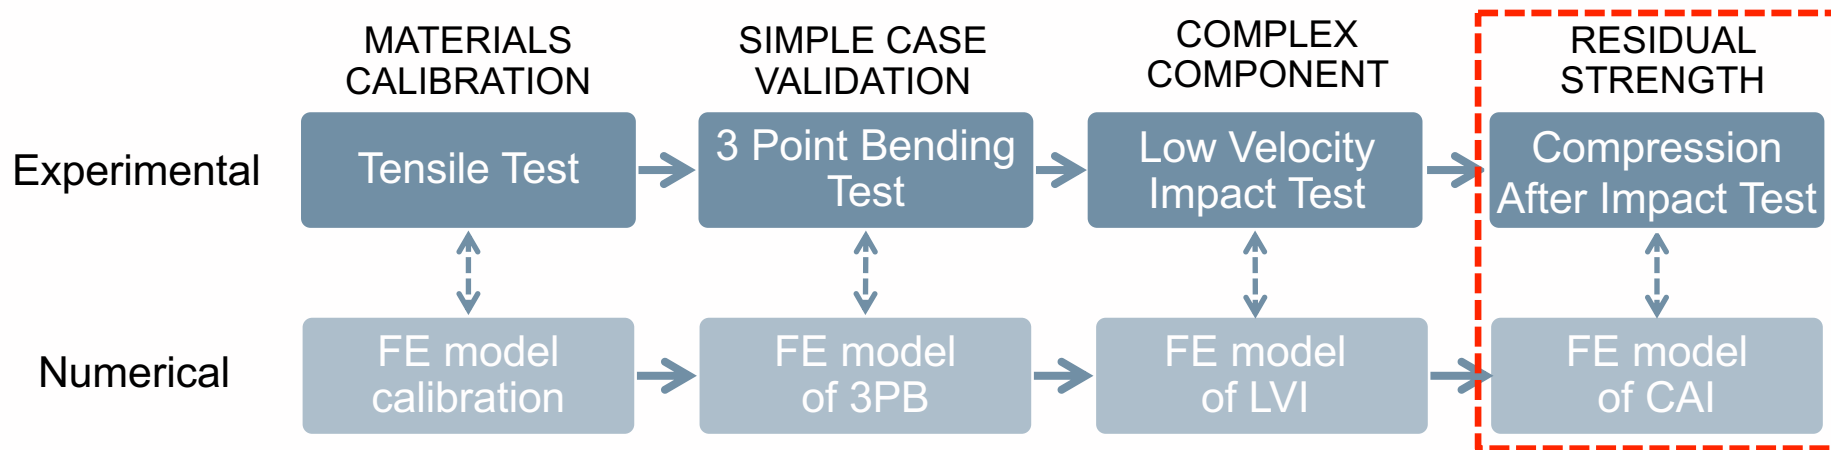 MATERIALS
CALIBRATION
SIMPLE CASE
VALIDATION
COMPLEX
COMPONENT
RESIDUAL
STRENGTH
Experimental
Tensile Test
3 Point Bending
Test
Low Velocity
Impact Test
Compression
After Impact Test
Numerical
FE model
calibration
FE model
of 3PB
FE model
of LVI
FE model
of CAI